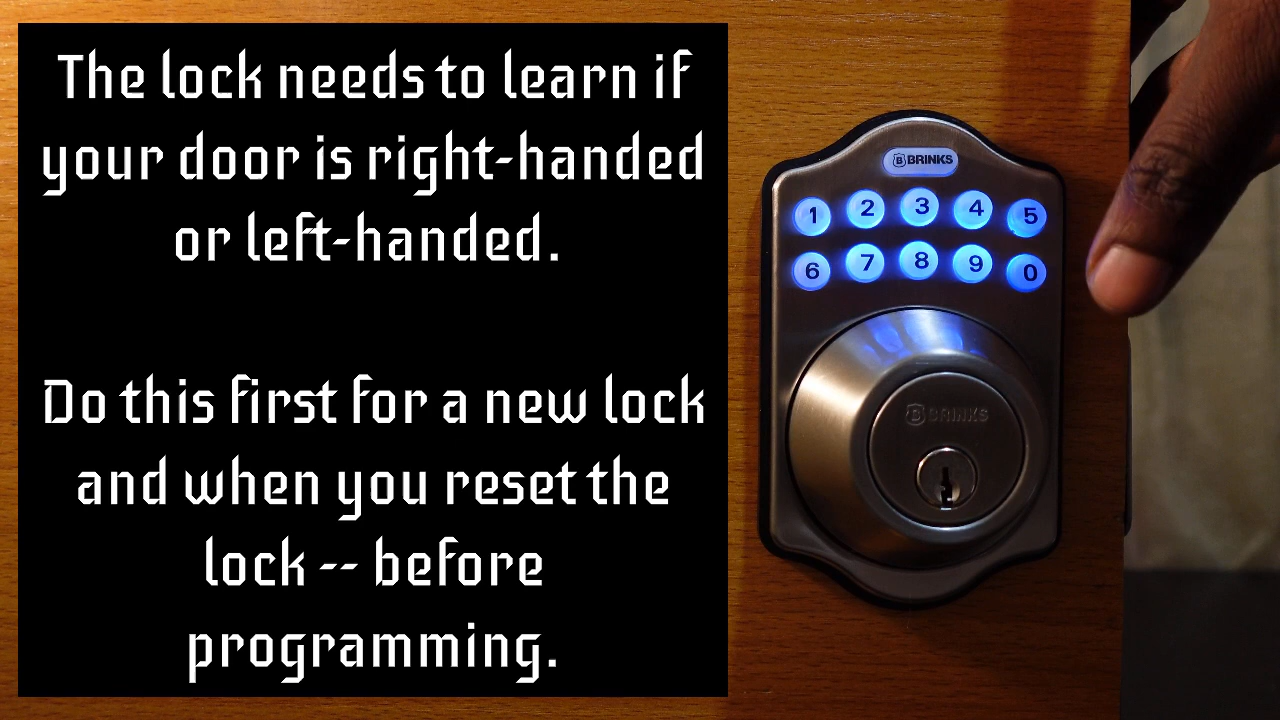 The lock needs to learn if
your door is right-handed
or left-handed.
Do this first for a new lock
and when you reset the
lock -- before
programming.
BRINKS
1 2 3 4 5
6 7 8 9 0
BRINKS